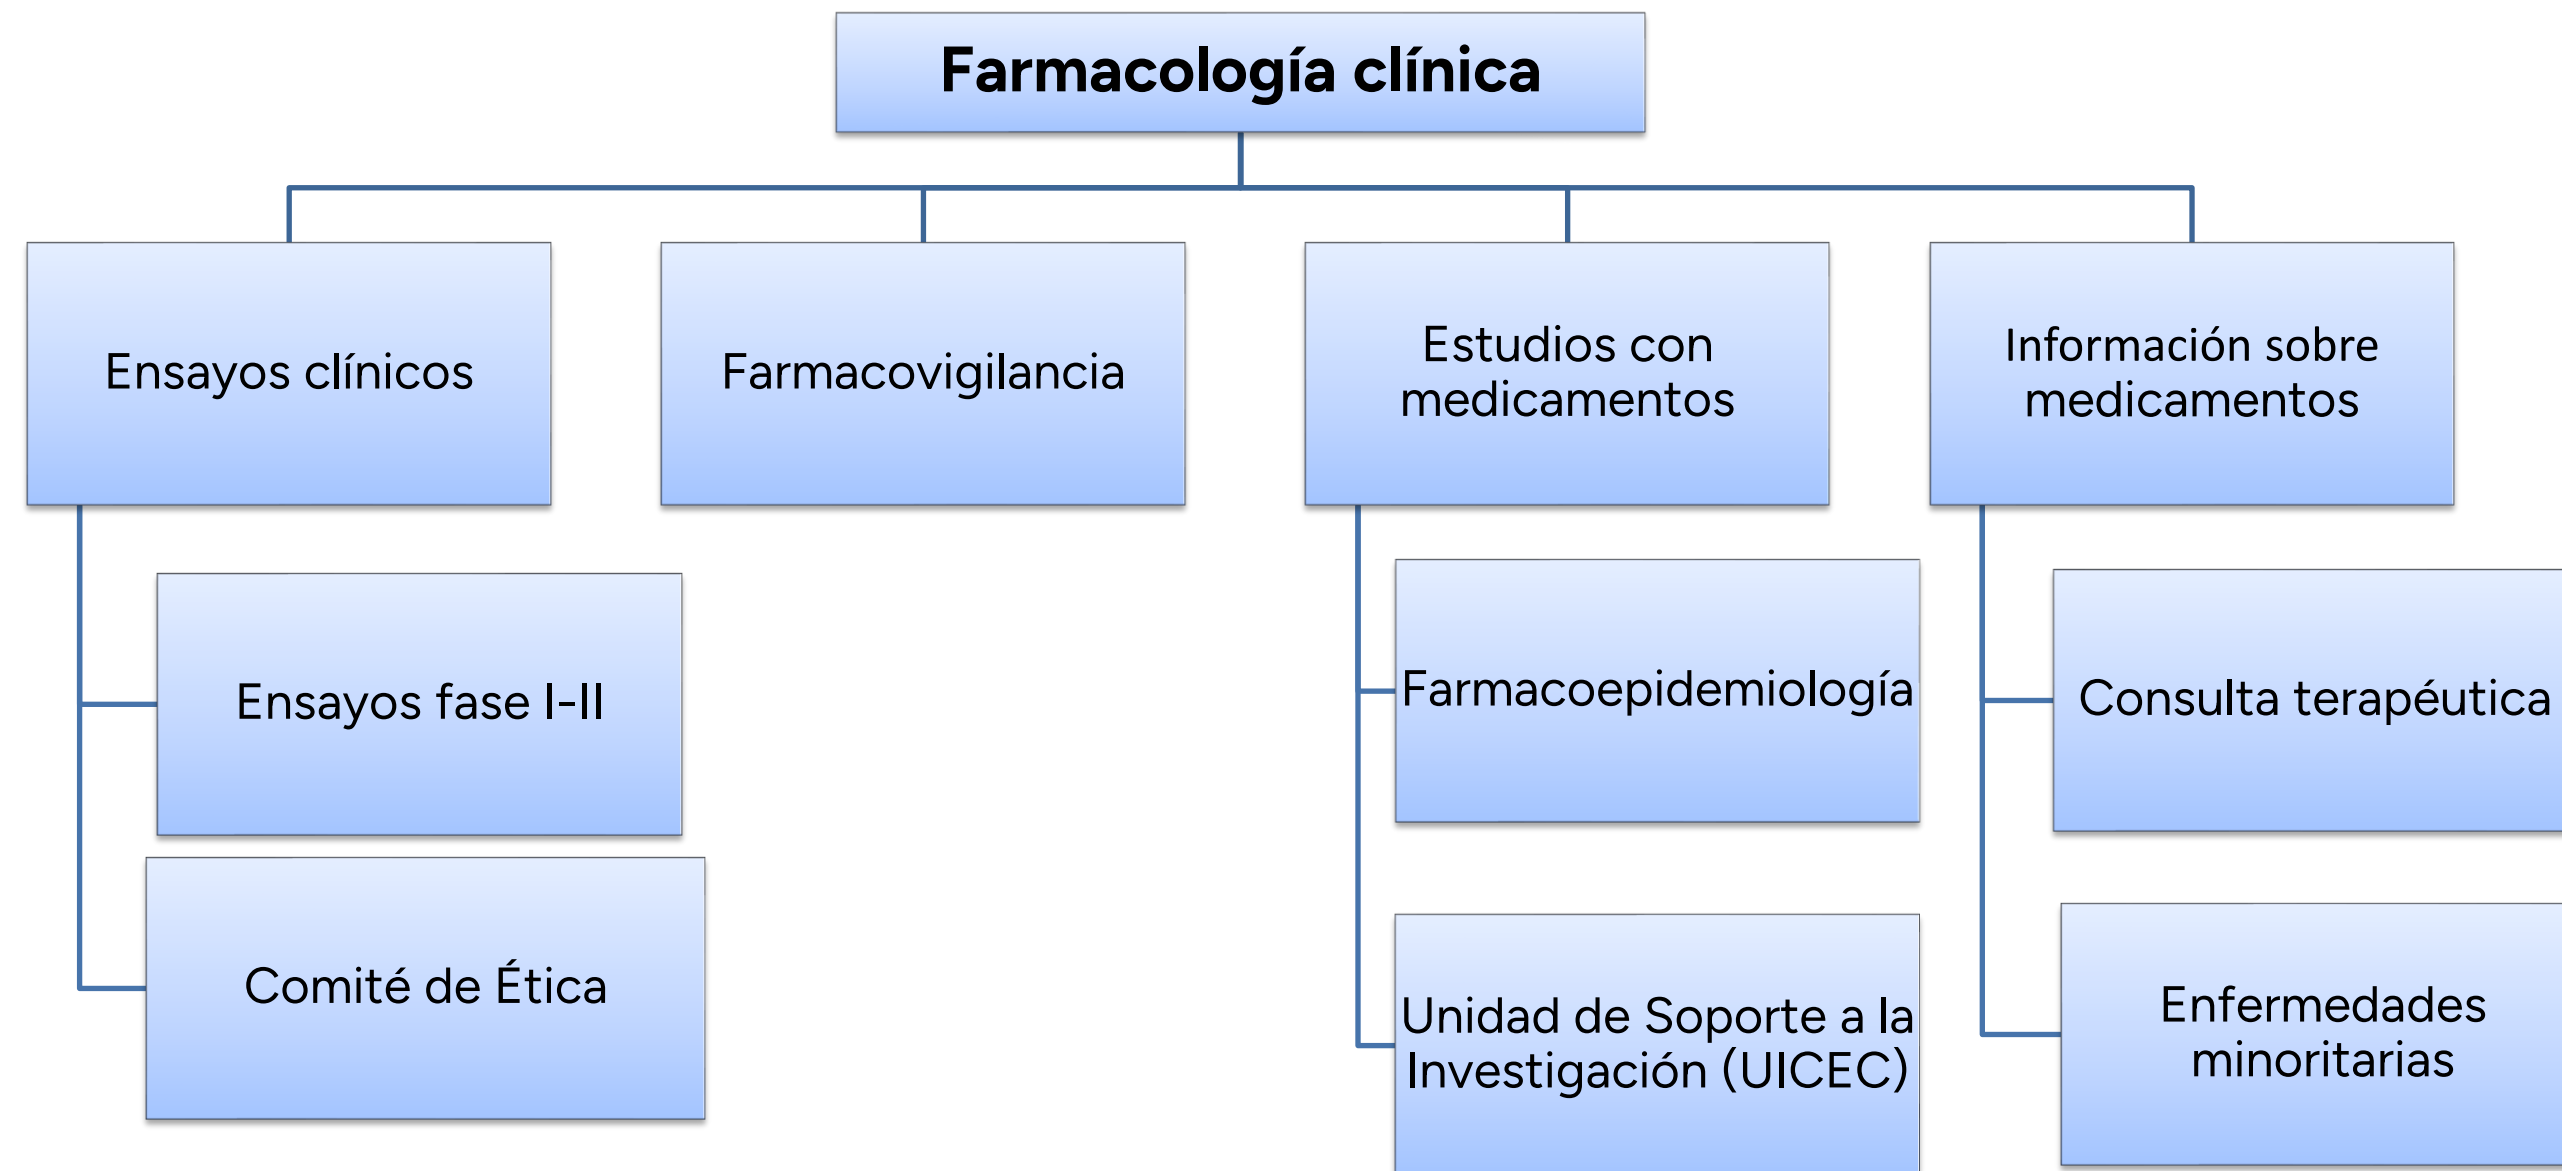 Farmacología clínica
Ensayos clínicos
Farmacovigilancia
Estudios con
medicamentos
Información sobre
medicamentos
Ensayos fase I-II
Comité de Ética
Farmacoepidemiología
Unidad de Soporte a la
Investigación (UICEC)
Consulta terapéutica
Enfermedades
minoritarias